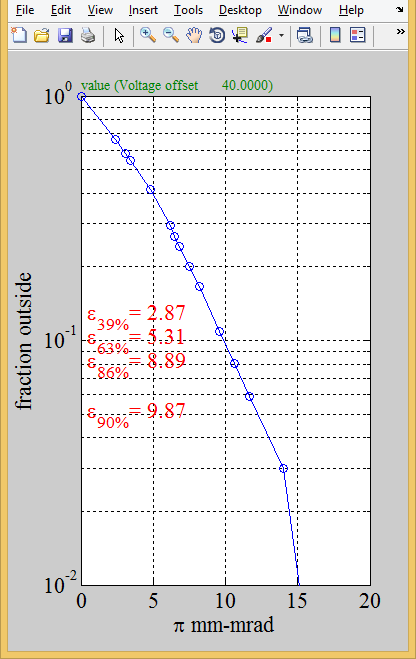 File Edit View Insert Tools Desktop Window Help
value (Voltage offset 40.0000)
10^0
ε39% = 2.87
ε63% = 5.31
10^-1
ε86% = 8.89
ε90% = 9.87
10^-2
fraction outside
0 5 10 15 20
π mm-mrad